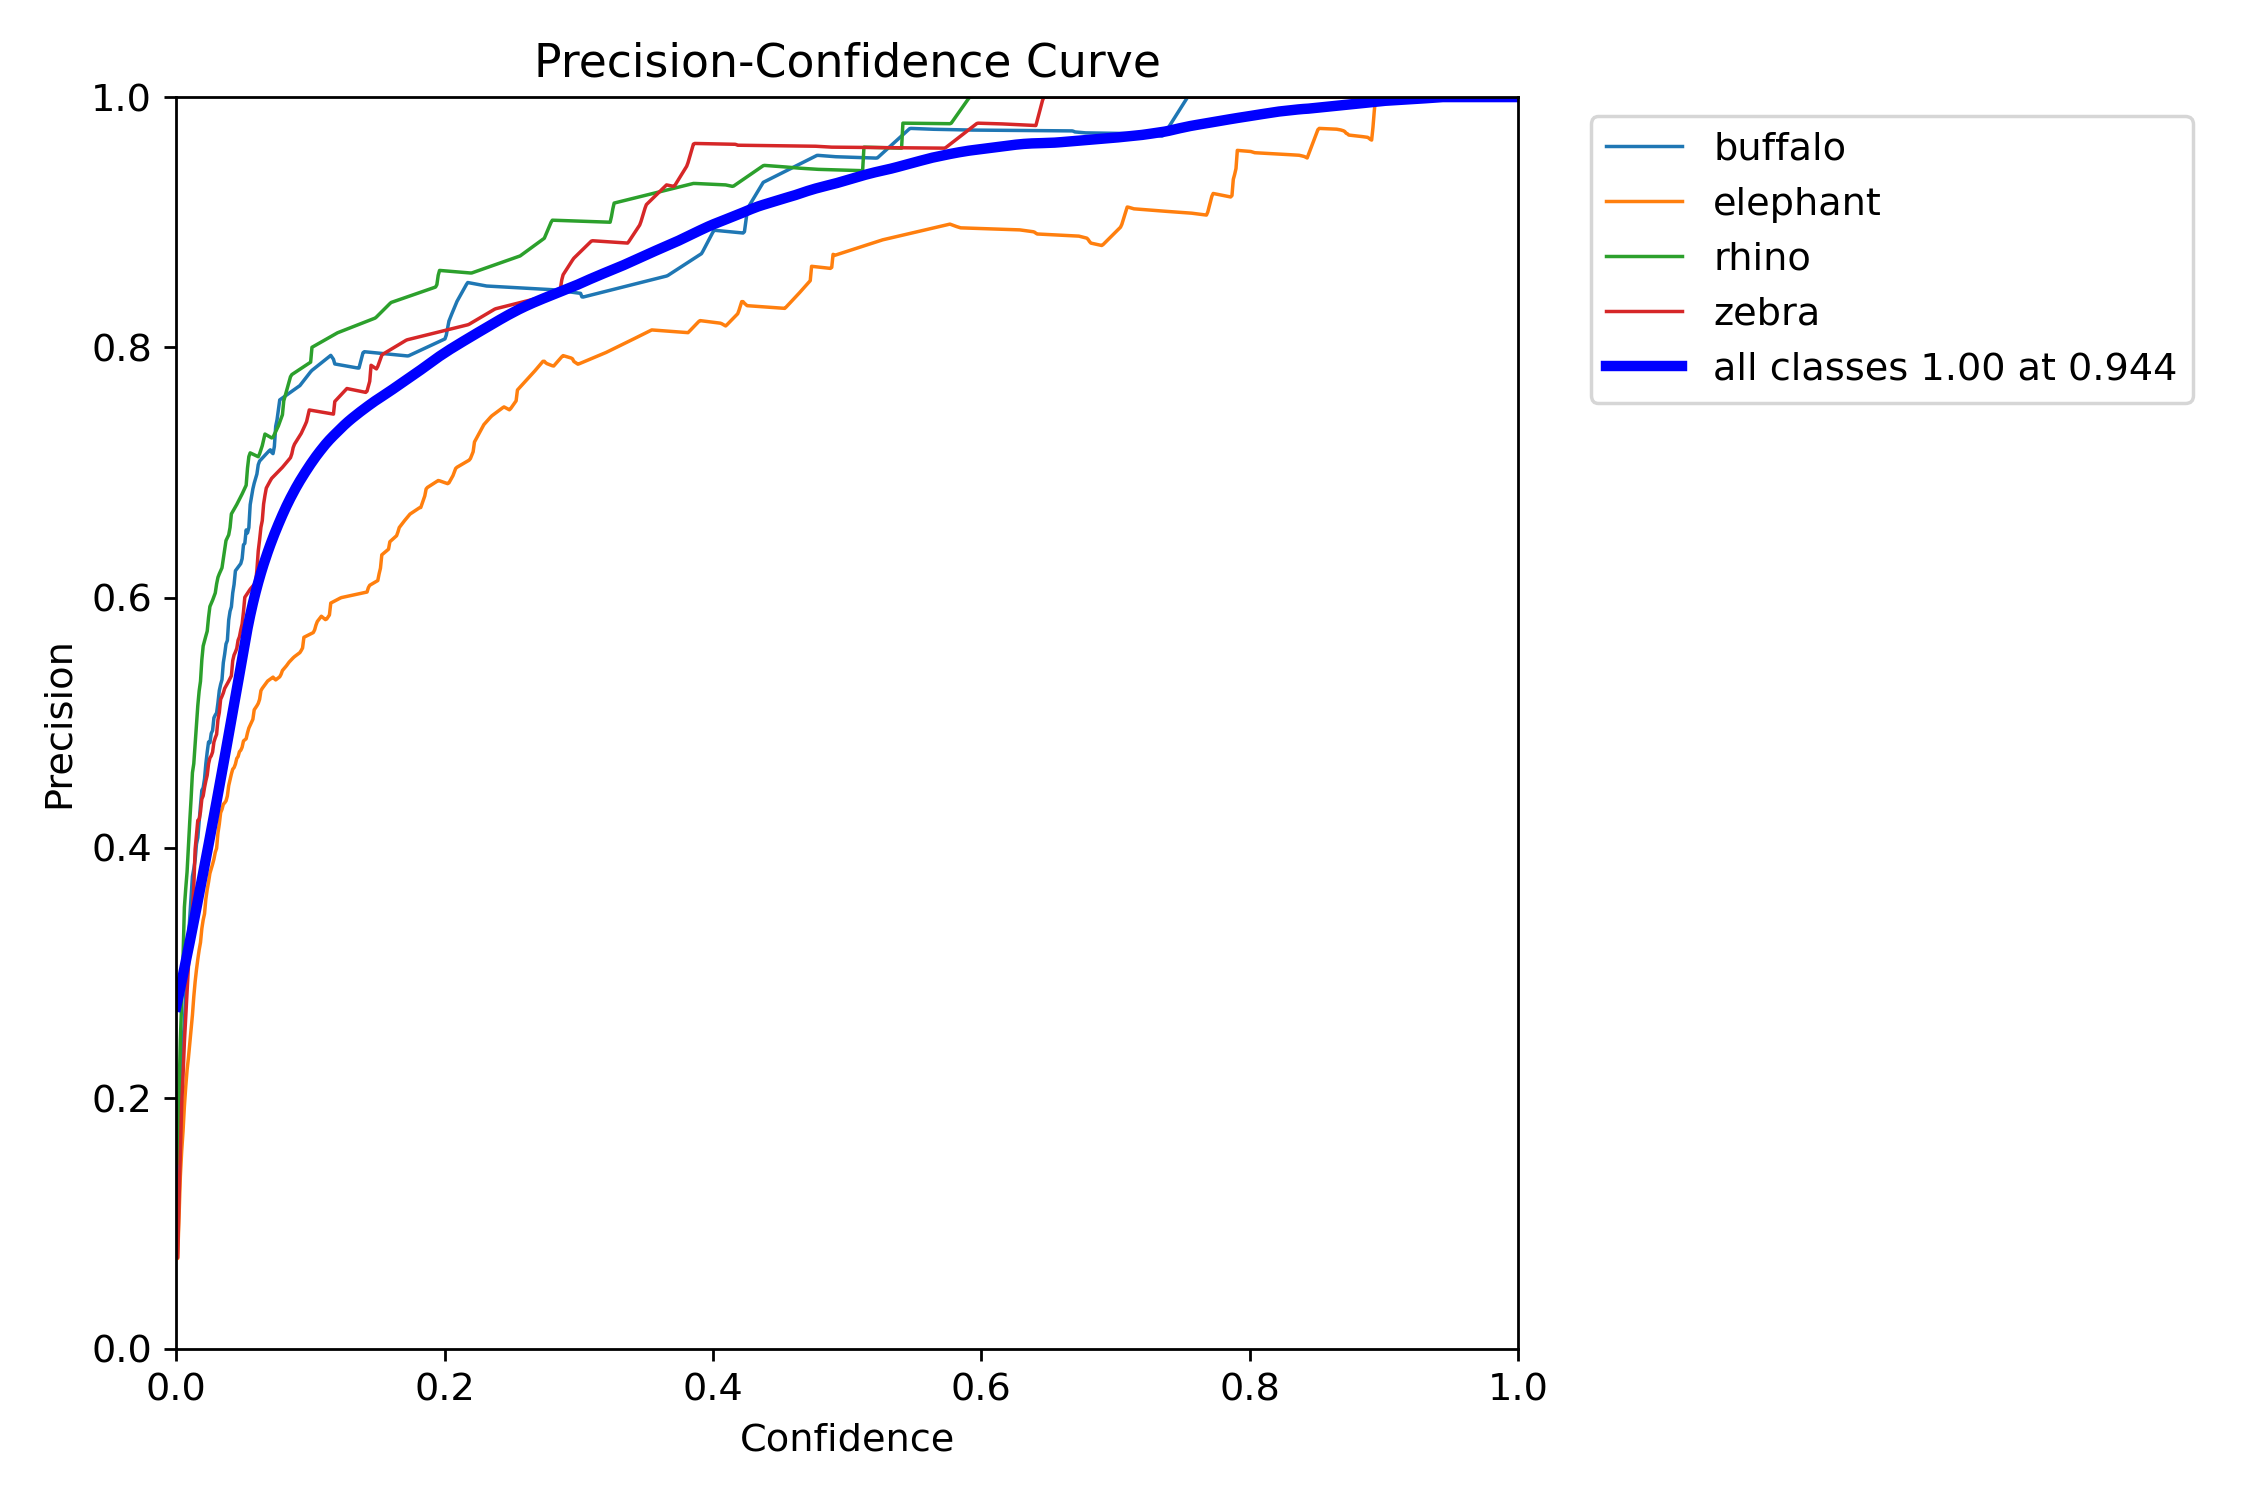 Precision-Confidence Curve
1.0
0.8
0.6
0.4
0.2
0.0
Precision
0.0 0.2 0.4 0.6 0.8 1.0
Confidence
buffalo
elephant
rhino
zebra
all classes 1.00 at 0.944